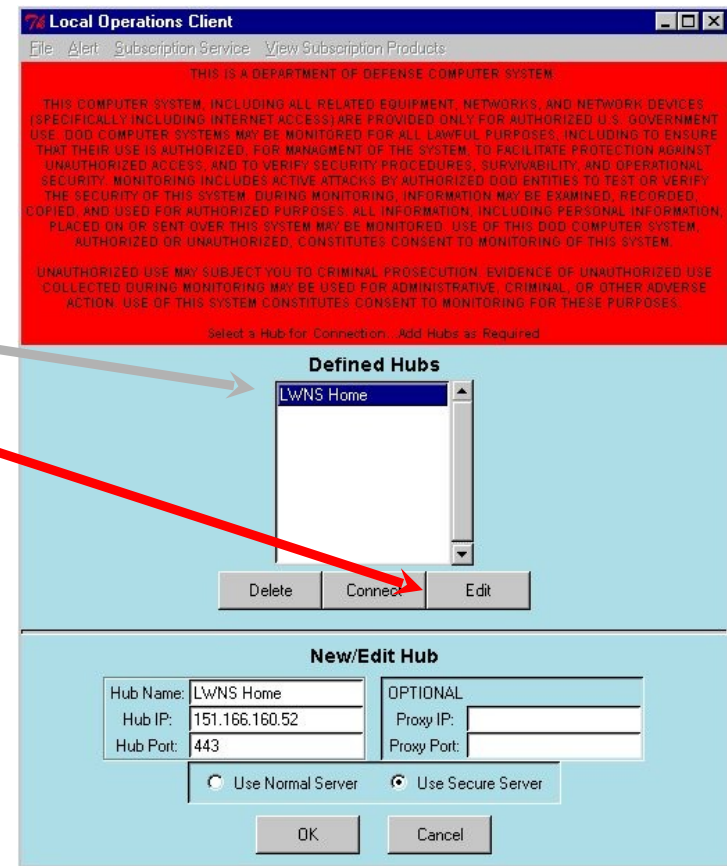 Local Operations Client
File Alert Subscription Service View Subscription Products
THIS IS A DEPARTMENT OF DEFENSE COMPUTER SYSTEM
THIS COMPUTER SYSTEM, INCLUDING ALL RELATED EQUIPMENT, NETWORKS, AND NETWORK DEVICES
(SPECIFICALLY INCLUDING INTERNET ACCESS) ARE PROVIDED ONLY FOR AUTHORIZED U.S. GOVERNMENT
USE. DOD COMPUTER SYSTEMS MAY BE MONITORED FOR ALL LAWFUL PURPOSES, INCLUDING TO ENSURE
THAT THEIR USE IS AUTHORIZED, FOR MANAGMENT OF THE SYSTEM, TO FACILITATE PROTECTION AGAINST
UNAUTHORIZED ACCESS, AND TO VERIFY SECURITY PROCEDURES, SURVIVABILITY, AND OPERATIONAL
SECURITY. MONITORING INCLUDES ACTIVE ATTACKS BY AUTHORIZED DOD ENTITIES TO TEST OR VERIFY
THE SECURITY OF THIS SYSTEM. DURING MONITORING, INFORMATION MAY BE EXAMINED, RECORDED,
COPIED, AND USED FOR AUTHORIZED PURPOSES. ALL INFORMATION, INCLUDING PERSONAL INFORMATION,
PLACED ON OR SENT OVER THIS SYSTEM MAY BE MONITORED. USE OF THIS DOD COMPUTER SYSTEM,
AUTHORIZED OR UNAUTHORIZED, CONSTITUTES CONSENT TO MONITORING OF THIS SYSTEM.
UNAUTHORIZED USE MAY SUBJECT YOU TO CRIMINAL PROSECUTION. EVIDENCE OF UNAUTHORIZED USE
COLLECTED DURING MONITORING MAY BE USED FOR ADMINISTRATIVE, CRIMINAL, OR OTHER ADVERSE
ACTION. USE OF THIS SYSTEM CONSTITUTES CONSENT TO MONITORING FOR THESE PURPOSES.
Select a Hub for Connection...Add Hubs as Required
Defined Hubs
LWNS Home
Delete Connect Edit
New/Edit Hub
Hub Name: LWNS Home OPTIONAL
Hub IP: 151.166.160.52 Proxy IP:
Hub Port: 443 Proxy Port:
Use Normal Server Use Secure Server
OK Cancel